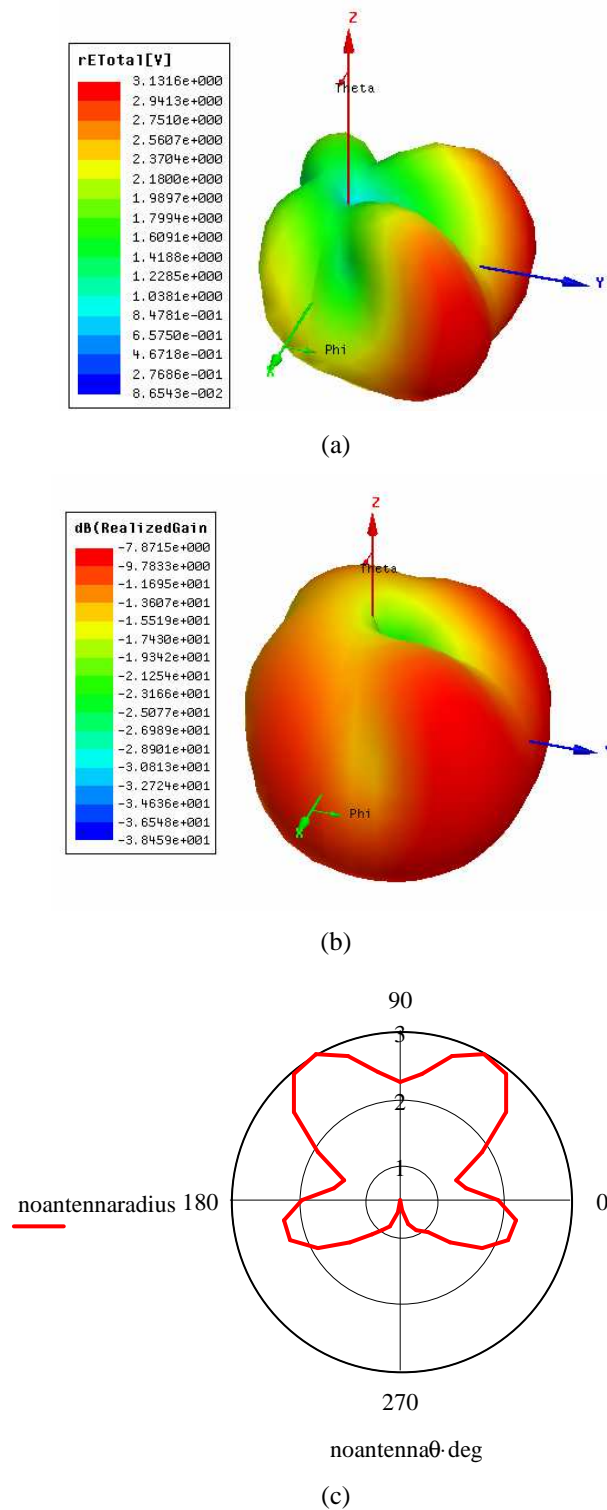 rETotal[V]
3.1316e+000
2.9413e+000
2.7510e+000
2.5607e+000
2.3704e+000
2.1800e+000
1.9897e+000
1.7994e+000
1.6091e+000
1.4188e+000
1.2285e+000
1.0381e+000
8.4781e-001
6.5750e-001
4.6718e-001
2.7686e-001
8.6543e-002
Z
Theta
Y
Phi
X
(a)
dB(RealizedGain
-7.8715e+000
-9.7833e+000
-1.1695e+001
-1.3607e+001
-1.5519e+001
-1.7430e+001
-1.9342e+001
-2.1254e+001
-2.3166e+001
-2.5077e+001
-2.6989e+001
-2.8901e+001
-3.0813e+001
-3.2724e+001
-3.4636e+001
-3.6548e+001
-3.8459e+001
Z
Theta
Phi
X
(b)
90
3
2
1
noantennaradius 180
0
270
noantennaθ·deg
(c)